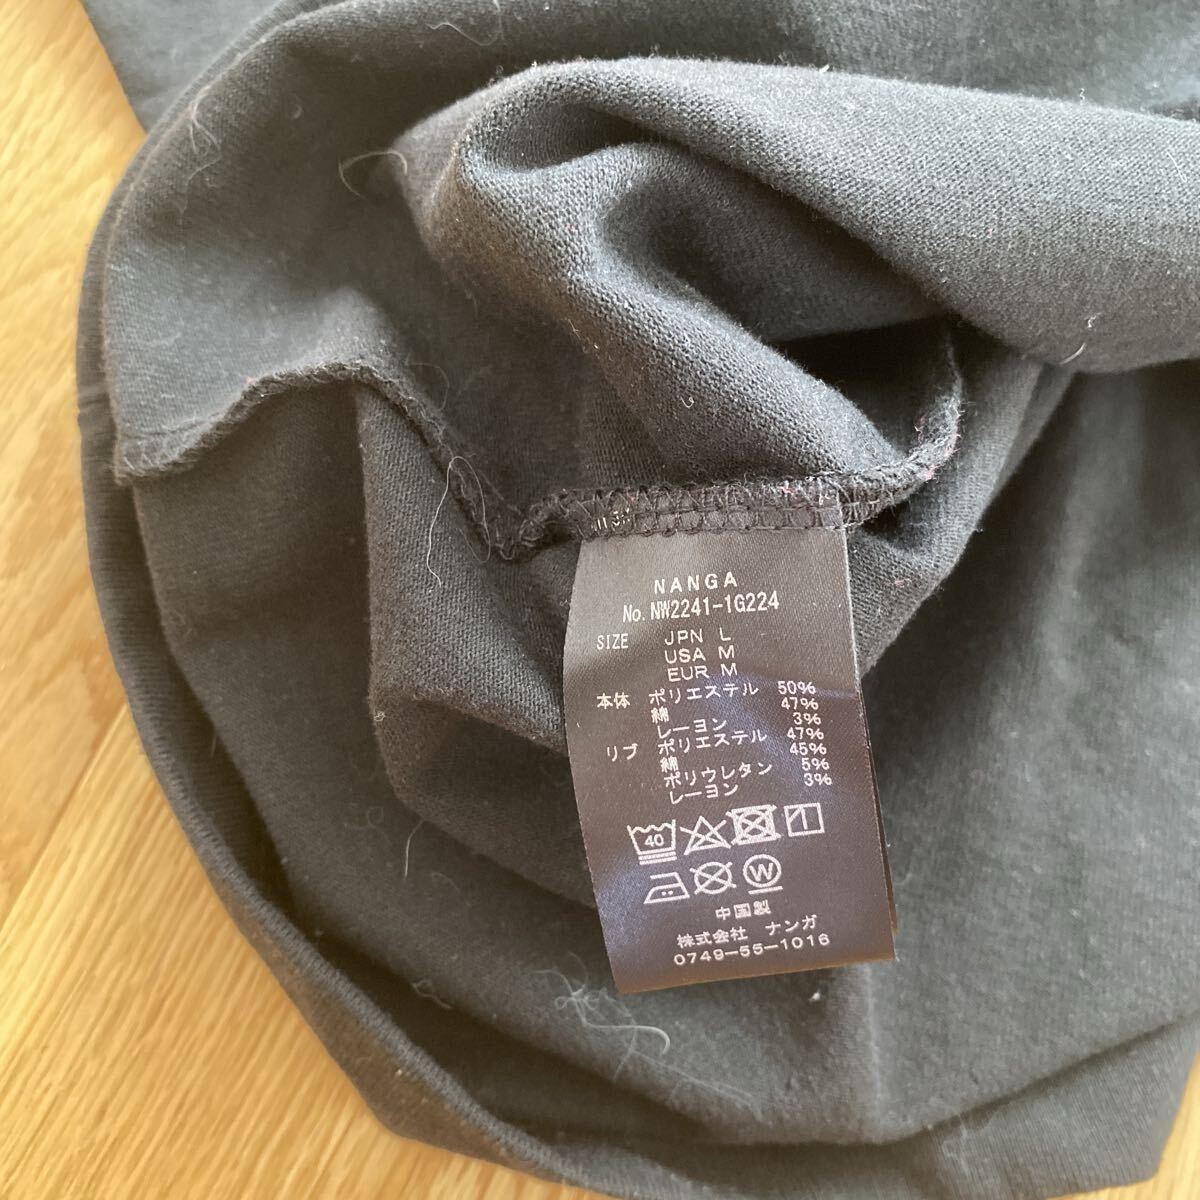 NANGA
No. NW2241-1G224
SIZE JPN L
USA M
EUR M
本体 ポリエステル 50%
綿 47%
レーヨン 3%
リブ ポリエステル 47%
綿 45%
ポリウレタン 5%
レーヨン 3%
40
W
中国製
株式会社 ナンガ
0749-55-1016